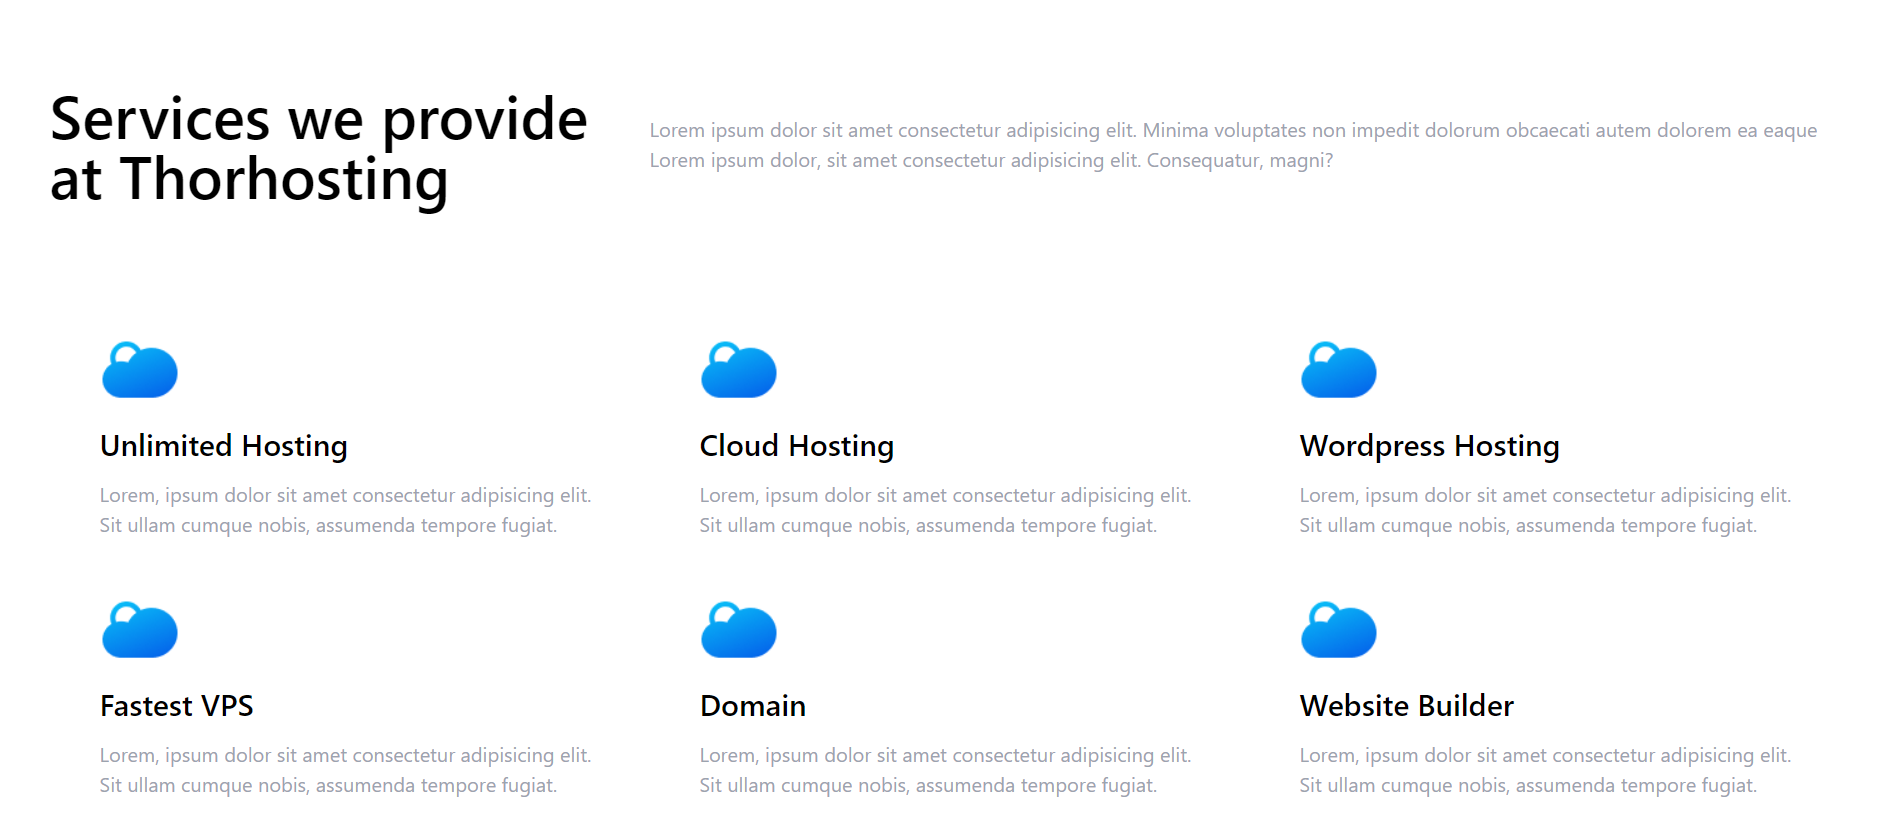 Services we provide
at Thorhosting
Lorem ipsum dolor sit amet consectetur adipisicing elit. Minima voluptates non impedit dolorum obcaecati autem dolorem ea eaque
Lorem ipsum dolor, sit amet consectetur adipisicing elit. Consequatur, magni?
Unlimited Hosting
Lorem, ipsum dolor sit amet consectetur adipisicing elit.
Sit ullam cumque nobis, assumenda tempore fugiat.
Cloud Hosting
Lorem, ipsum dolor sit amet consectetur adipisicing elit.
Sit ullam cumque nobis, assumenda tempore fugiat.
Wordpress Hosting
Lorem, ipsum dolor sit amet consectetur adipisicing elit.
Sit ullam cumque nobis, assumenda tempore fugiat.
Fastest VPS
Lorem, ipsum dolor sit amet consectetur adipisicing elit.
Sit ullam cumque nobis, assumenda tempore fugiat.
Domain
Lorem, ipsum dolor sit amet consectetur adipisicing elit.
Sit ullam cumque nobis, assumenda tempore fugiat.
Website Builder
Lorem, ipsum dolor sit amet consectetur adipisicing elit.
Sit ullam cumque nobis, assumenda tempore fugiat.